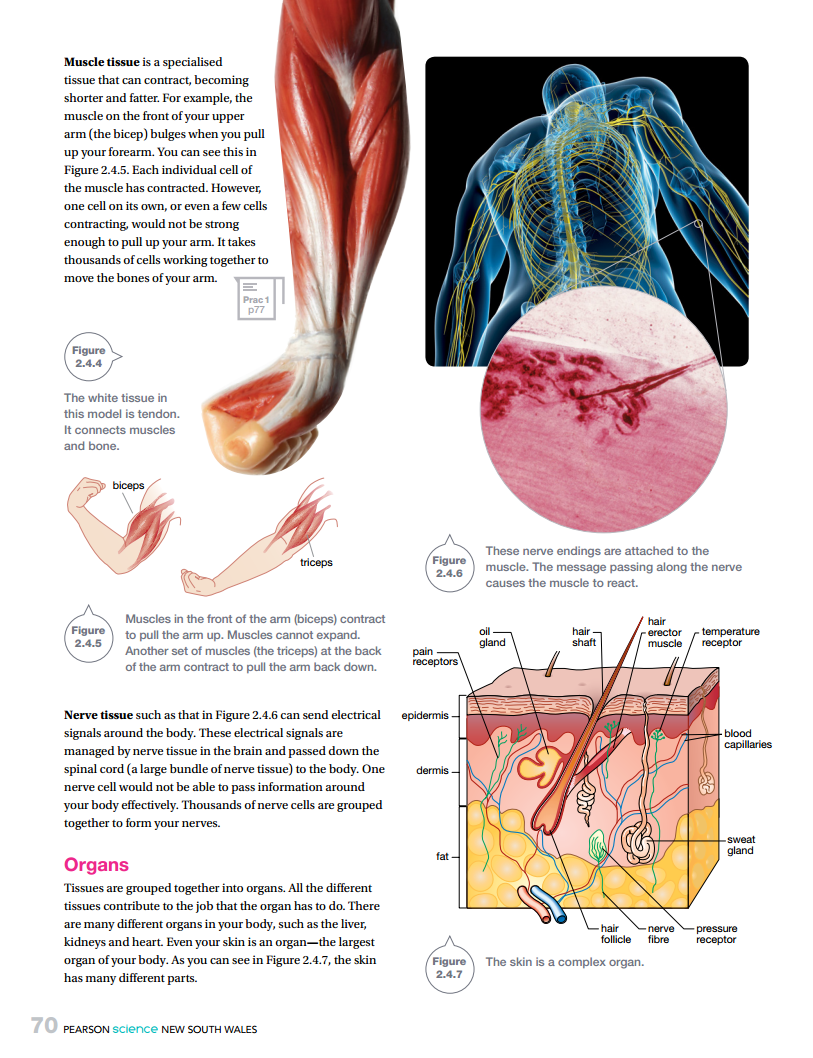 Muscle tissue is a specialised
tissue that can contract, becoming
shorter and fatter. For example, the
muscle on the front of your upper
arm (the bicep) bulges when you pull
up your forearm. You can see this in
Figure 2.4.5. Each individual cell of
the muscle has contracted. However,
one cell on its own, or even a few cells
contracting, would not be strong
enough to pull up your arm. It takes
thousands of cells working together to
move the bones of your arm.
Prac 1
p77
Figure
2.4.4
The white tissue in
this model is tendon.
It connects muscles
and bone.
biceps
triceps
Figure
2.4.5
Muscles in the front of the arm (biceps) contract
to pull the arm up. Muscles cannot expand.
Another set of muscles (the triceps) at the back
of the arm contract to pull the arm back down.
Nerve tissue such as that in Figure 2.4.6 can send electrical
signals around the body. These electrical signals are
managed by nerve tissue in the brain and passed down the
spinal cord (a large bundle of nerve tissue) to the body. One
nerve cell would not be able to pass information around
your body effectively. Thousands of nerve cells are grouped
together to form your nerves.
Organs
Tissues are grouped together into organs. All the different
tissues contribute to the job that the organ has to do. There
are many different organs in your body, such as the liver,
kidneys and heart. Even your skin is an organ—the largest
organ of your body. As you can see in Figure 2.4.7, the skin
has many different parts.
Figure
2.4.6
These nerve endings are attached to the
muscle. The message passing along the nerve
causes the muscle to react.
pain
receptors
oil
gland
hair
shaft
hair
erector
muscle
temperature
receptor
epidermis
dermis
fat
blood
capillaries
sweat
gland
hair
follicle
nerve
fibre
pressure
receptor
Figure
2.4.7
The skin is a complex organ.
70 PEARSON science NEW SOUTH WALES